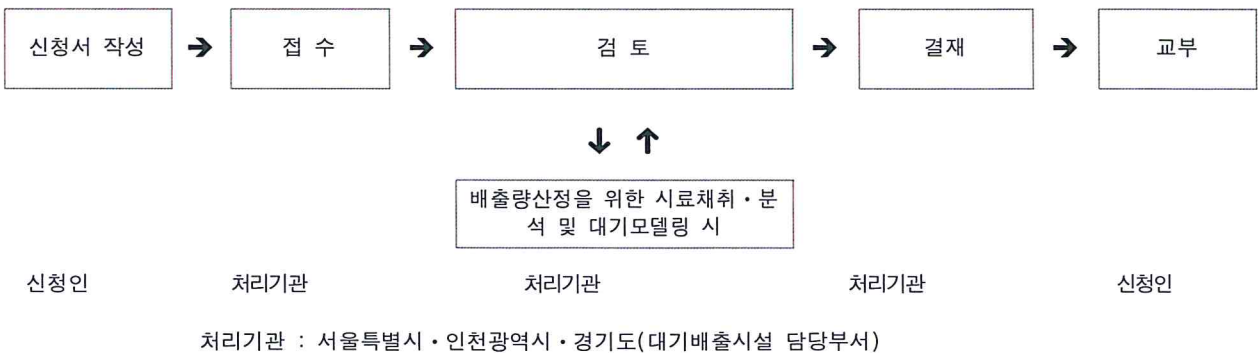 신청서 작성 → 접 수 → 검 토 → 결재 → 교부
↓ ↑
배출량산정을 위한 시료채취·분
석 및 대기모델링 시
신청인 처리기관 처리기관 처리기관 신청인
처리기관 : 서울특별시·인천광역시·경기도(대기배출시설 담당부서)